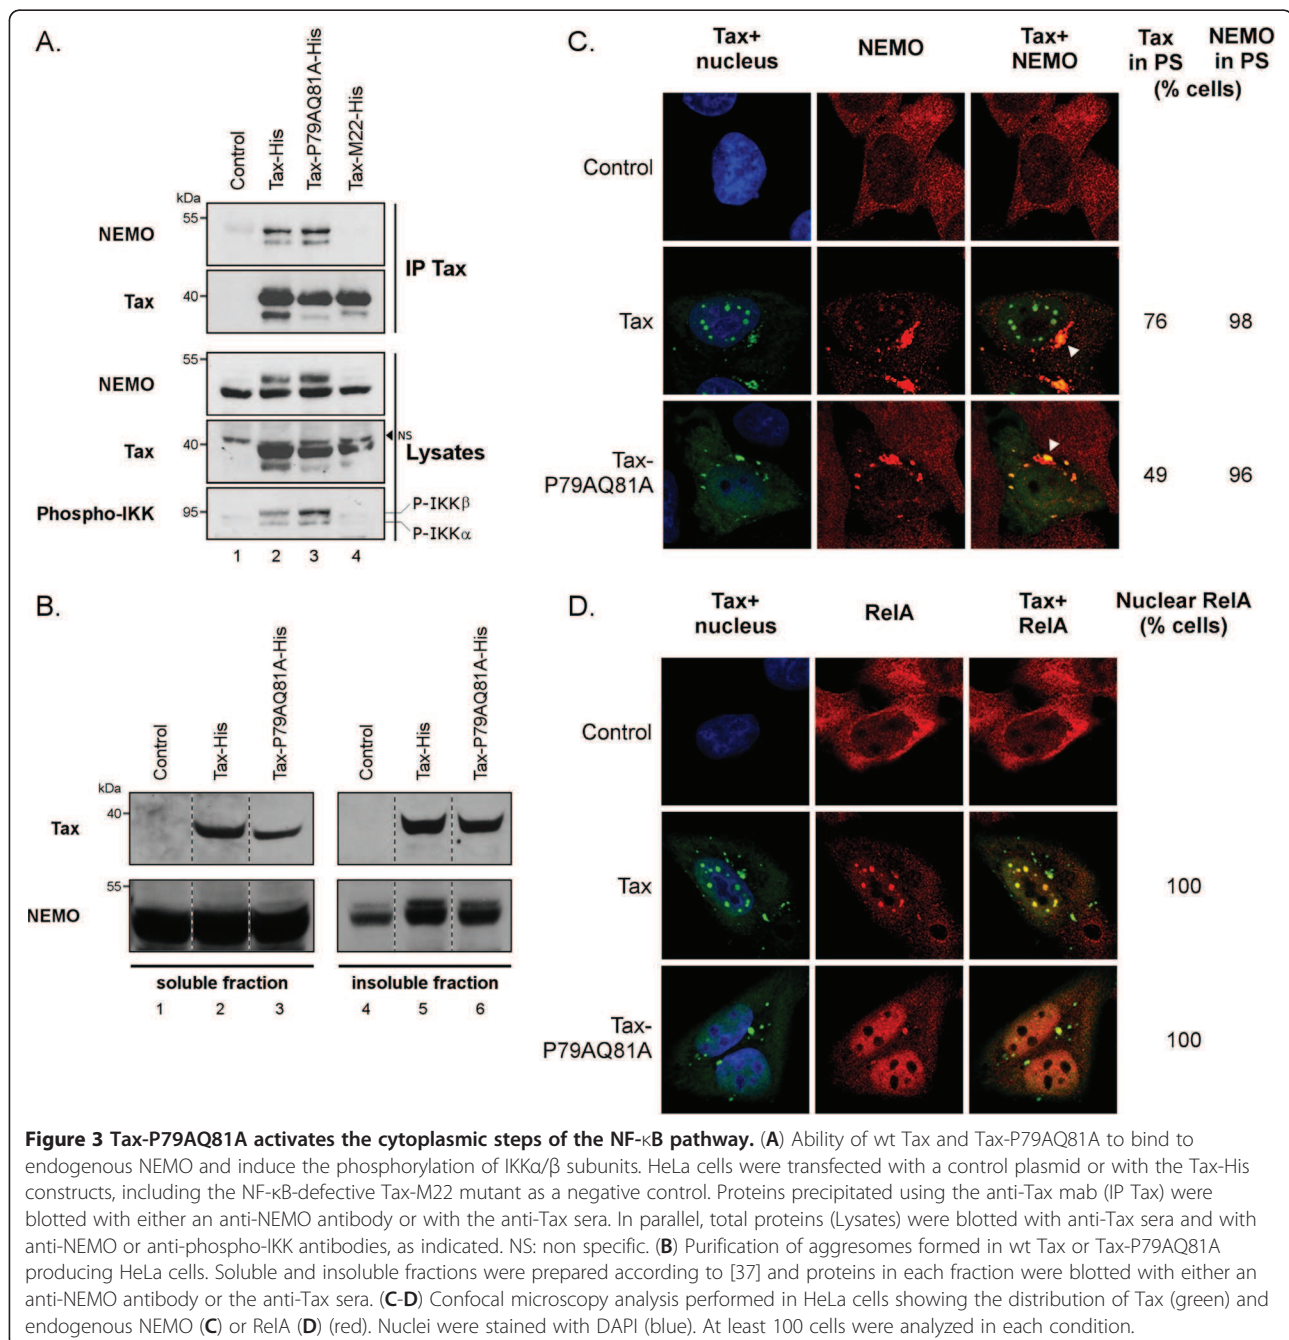 A.
Control
Tax-His
Tax-P79AQ81A-His
Tax-M22-His
kDa
55
NEMO
IP Tax
40
Tax
55
NEMO
NS
40
Tax
Lysates
95
Phospho-IKK
P-IKKβ
P-IKKα
1 2 3 4
B.
Control
Tax-His
Tax-P79AQ81A-His
Control
Tax-His
Tax-P79AQ81A-His
kDa
40
Tax
55
NEMO
soluble fraction
insoluble fraction
1 2 3 4 5 6
C.
Tax+
nucleus
NEMO
Tax+
NEMO
Tax
in PS
NEMO
in PS
(% cells)
Control
Tax
76 98
Tax-
P79AQ81A
49 96
D.
Tax+
nucleus
RelA
Tax+
RelA
Nuclear RelA
(% cells)
Control
Tax
100
Tax-
P79AQ81A
100
Figure 3 Tax-P79AQ81A activates the cytoplasmic steps of the NF-κB pathway. (A) Ability of wt Tax and Tax-P79AQ81A to bind to
endogenous NEMO and induce the phosphorylation of IKKα/β subunits. HeLa cells were transfected with a control plasmid or with the Tax-His
constructs, including the NF-κB-defective Tax-M22 mutant as a negative control. Proteins precipitated using the anti-Tax mab (IP Tax) were
blotted with either an anti-NEMO antibody or with the anti-Tax sera. In parallel, total proteins (Lysates) were blotted with anti-Tax sera and with
anti-NEMO or anti-phospho-IKK antibodies, as indicated. NS: non specific. (B) Purification of aggresomes formed in wt Tax or Tax-P79AQ81A
producing HeLa cells. Soluble and insoluble fractions were prepared according to [37] and proteins in each fraction were blotted with either an
anti-NEMO antibody or the anti-Tax sera. (C-D) Confocal microscopy analysis performed in HeLa cells showing the distribution of Tax (green) and
endogenous NEMO (C) or RelA (D) (red). Nuclei were stained with DAPI (blue). At least 100 cells were analyzed in each condition.